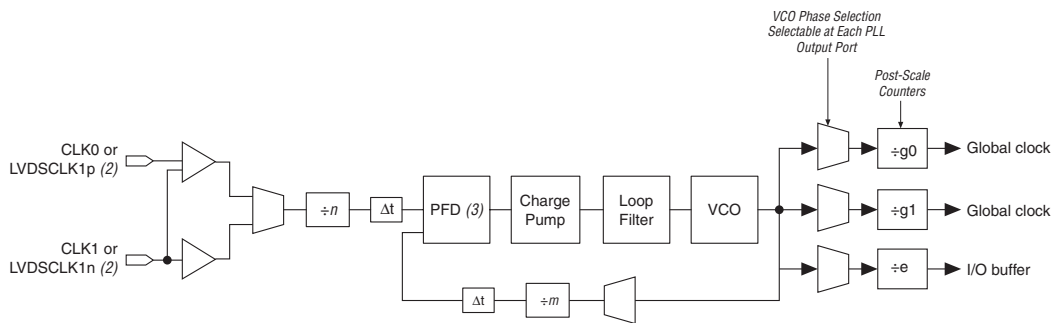 VCO Phase Selection
Selectable at Each PLL
Output Port
Post-Scale
Counters
CLK0 or
LVDSCLK1p (2)
÷g0
Global clock
÷n
Δt
PFD (3)
Charge
Pump
Loop
Filter
VCO
÷g1
Global clock
CLK1 or
LVDSCLK1n (2)
÷e
I/O buffer
Δt
÷m